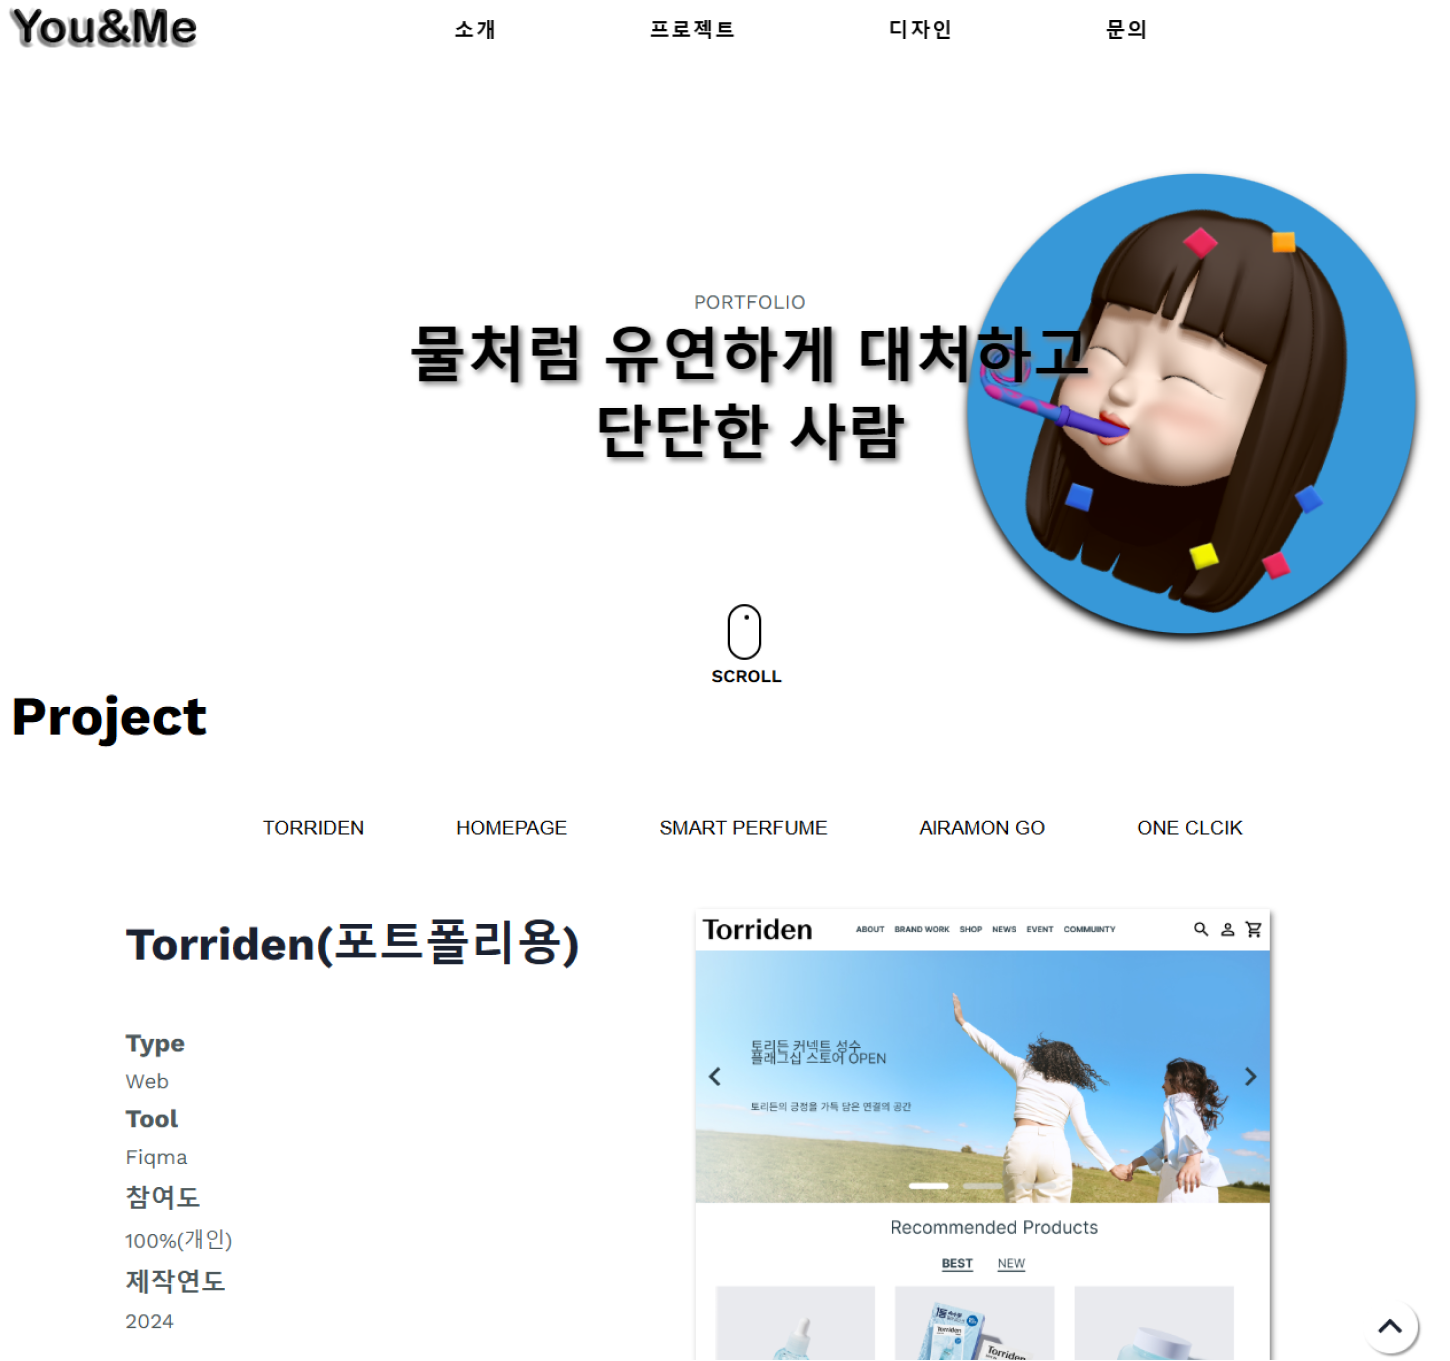 You&Me
소개 프로젝트 디자인 문의
PORTFOLIO
물처럼 유연하게 대처하고
단단한 사람
SCROLL
Project
TORRIDEN HOMEPAGE SMART PERFUME AIRAMON GO ONE CLCIK
Torriden(포트폴리용)
Type
Web
Tool
Fiqma
참여도
100%(개인)
제작연도
2024
Torriden ABOUT BRAND WORK SHOP NEWS EVENT COMMUINTY
토리든 커넥트 성수
플래그십 스토어 OPEN
토리든의 긍정을 가득 담은 연결의 공간
Recommended Products
BEST NEW
Torriden
Torriden